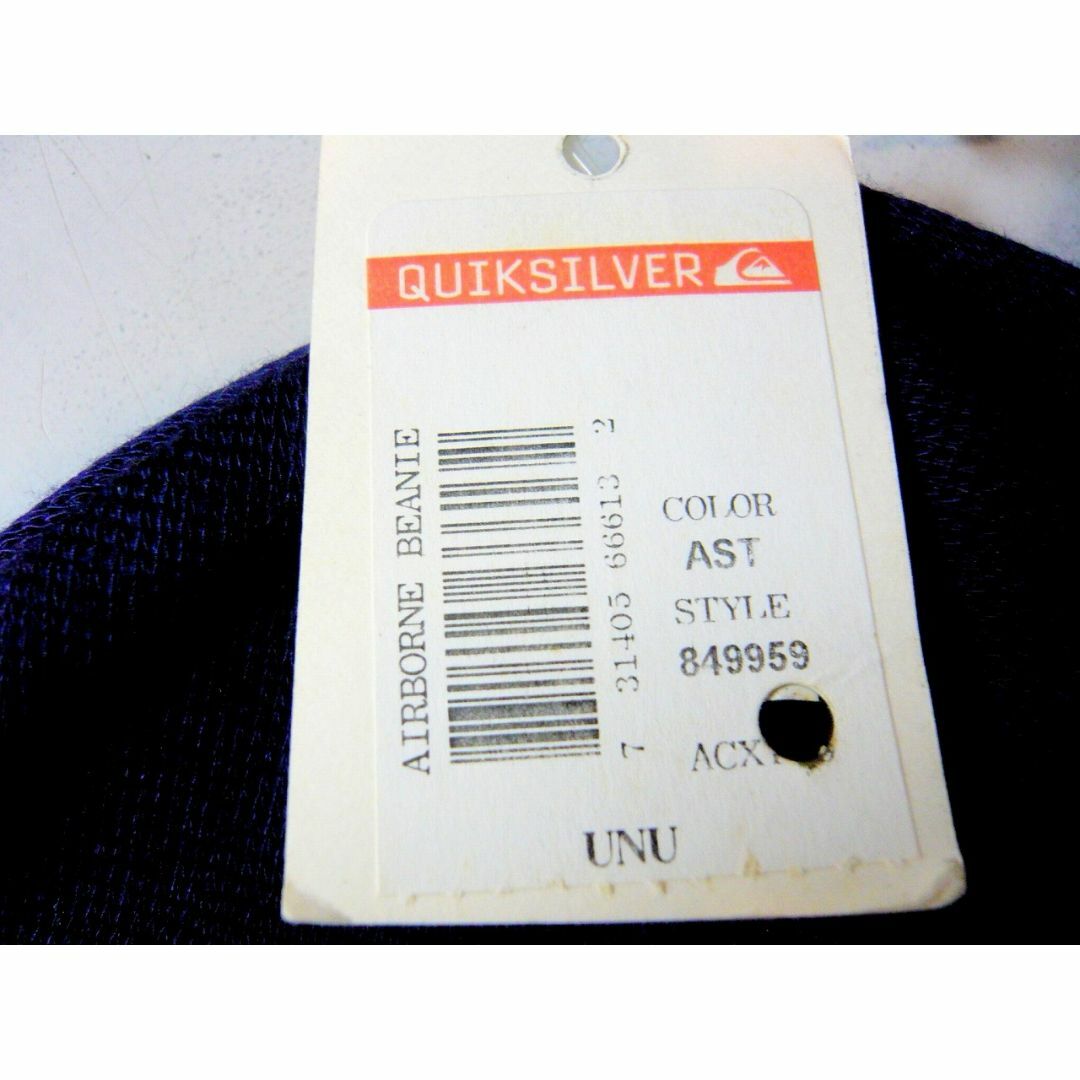 QUIKSILVER
AIRBORNE BEANIE
7 31405 66613 2
COLOR
AST
STYLE
849959
UNU